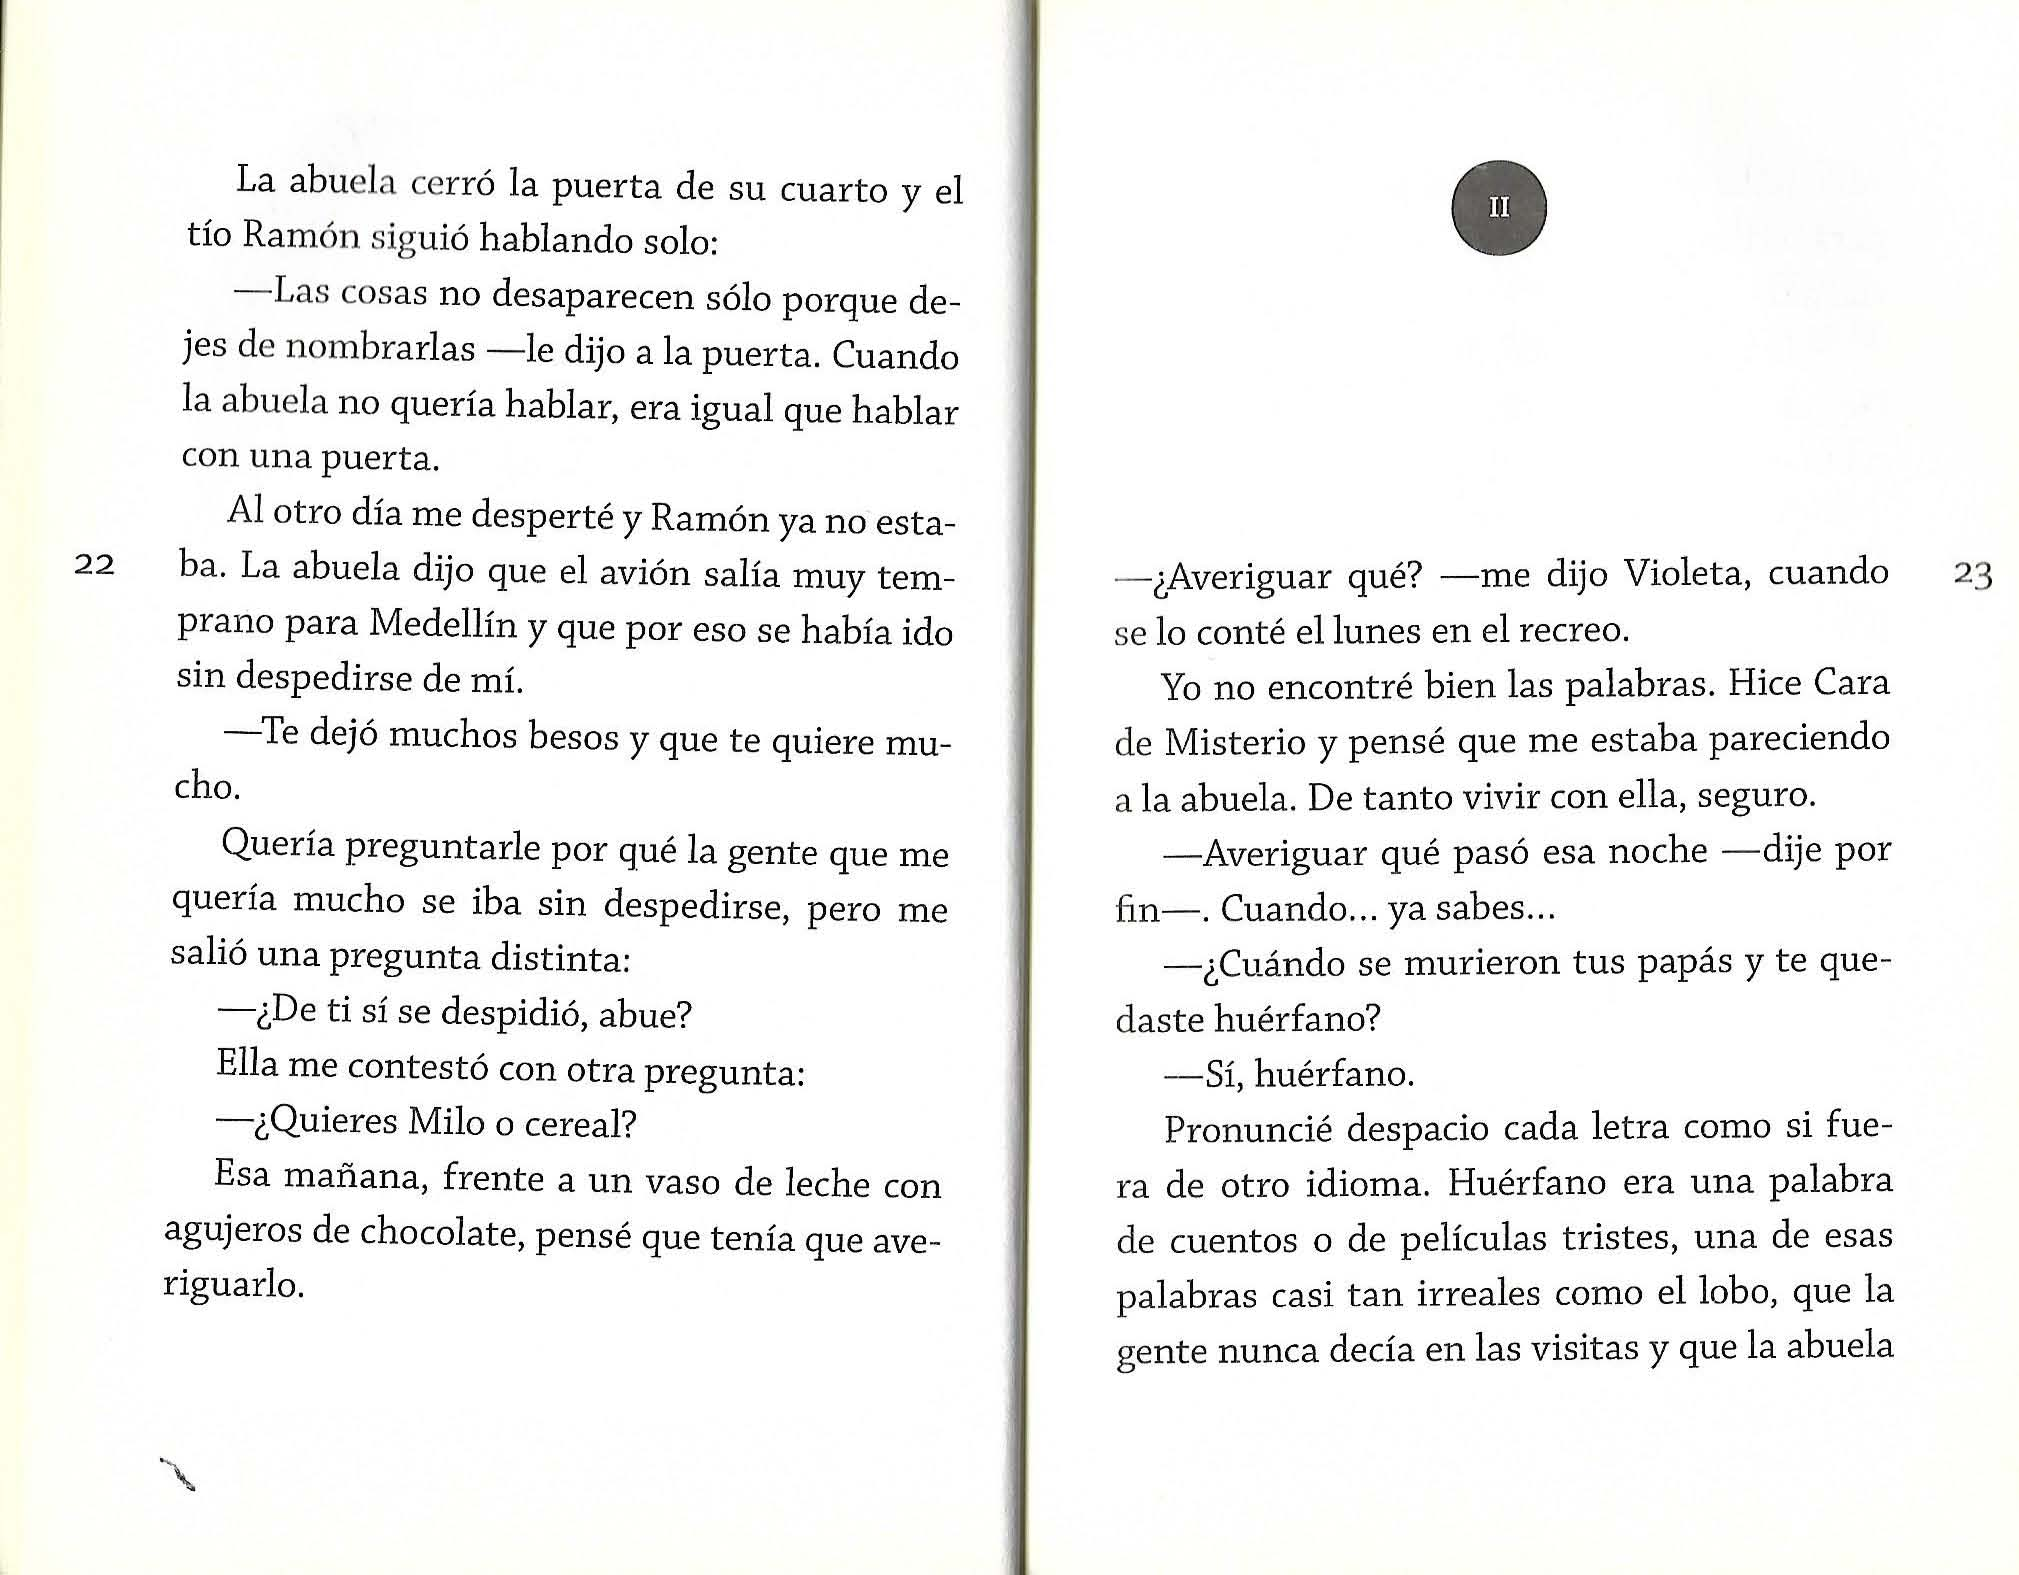 La abuela cerró la puerta de su cuarto y el
tío Ramón siguió hablando solo:
—Las cosas no desaparecen sólo porque de-
jes de nombrarlas —le dijo a la puerta. Cuando
la abuela no quería hablar, era igual que hablar
con una puerta.
Al otro día me desperté y Ramón ya no esta-
ba. La abuela dijo que el avión salía muy tem-
prano para Medellín y que por eso se había ido
sin despedirse de mí.
—Te dejó muchos besos y que te quiere mu-
cho.
Quería preguntarle por qué la gente que me
quería mucho se iba sin despedirse, pero me
salió una pregunta distinta:
—¿De ti sí se despidió, abue?
Ella me contestó con otra pregunta:
—¿Quieres Milo o cereal?
Esa mañana, frente a un vaso de leche con
agujeros de chocolate, pensé que tenía que ave-
riguarlo.
22
II
—¿Averiguar qué? —me dijo Violeta, cuando
se lo conté el lunes en el recreo.
Yo no encontré bien las palabras. Hice Cara
de Misterio y pensé que me estaba pareciendo
a la abuela. De tanto vivir con ella, seguro.
—Averiguar qué pasó esa noche —dije por
fin—. Cuando... ya sabes...
—¿Cuándo se murieron tus papás y te que-
daste huérfano?
—Sí, huérfano.
Pronuncié despacio cada letra como si fue-
ra de otro idioma. Huérfano era una palabra
de cuentos o de películas tristes, una de esas
palabras casi tan irreales como el lobo, que la
gente nunca decía en las visitas y que la abuela
23